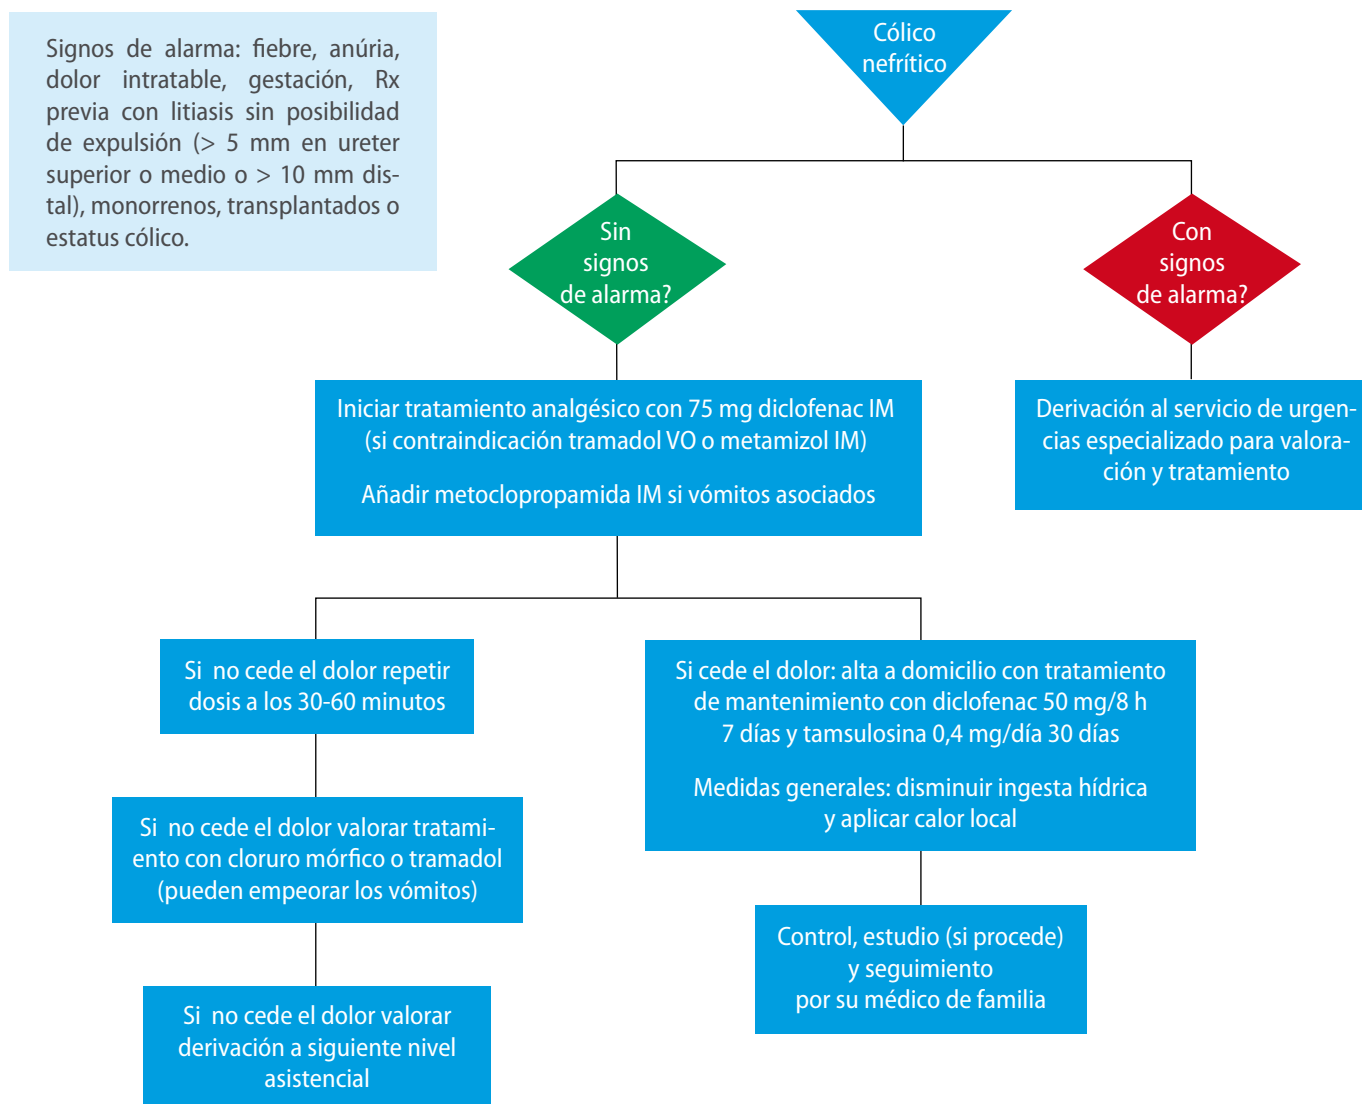 Signos de alarma: fiebre, anúria,
dolor intratable, gestación, Rx
previa con litiasis sin posibilidad
de expulsión (> 5 mm en ureter
superior o medio o > 10 mm dis-
tal), monorrenos, transplantados o
estatus cólico.
Cólico
nefrítico
Sin
signos
de alarma?
Con
signos
de alarma?
Iniciar tratamiento analgésico con 75 mg diclofenac IM
(si contraindicación tramadol VO o metamizol IM)
Añadir metoclopropamida IM si vómitos asociados
Derivación al servicio de urgen-
cias especializado para valora-
ción y tratamiento
Si no cede el dolor repetir
dosis a los 30-60 minutos
Si no cede el dolor valorar tratami-
ento con cloruro mórfico o tramadol
(pueden empeorar los vómitos)
Si no cede el dolor valorar
derivación a siguiente nivel
asistencial
Si cede el dolor: alta a domicilio con tratamiento
de mantenimiento con diclofenac 50 mg/8 h
7 días y tamsulosina 0,4 mg/día 30 días
Medidas generales: disminuir ingesta hídrica
y aplicar calor local
Control, estudio (si procede)
y seguimiento
por su médico de familia